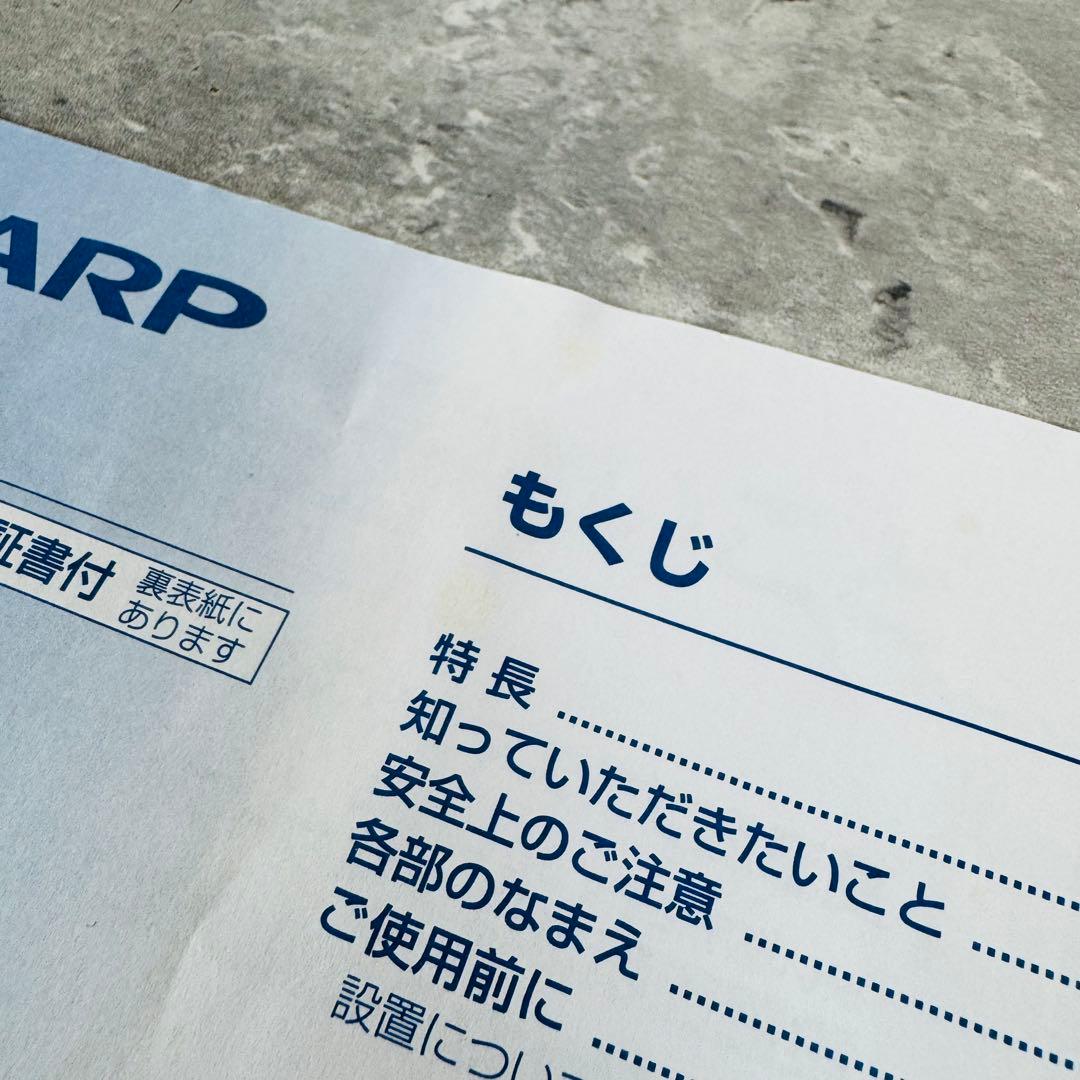 ARP
証書付 裏表紙に
あります
もくじ
特長
知っていただきたいこと
安全上のご注意
各部のなまえ
ご使用前に
設置につい